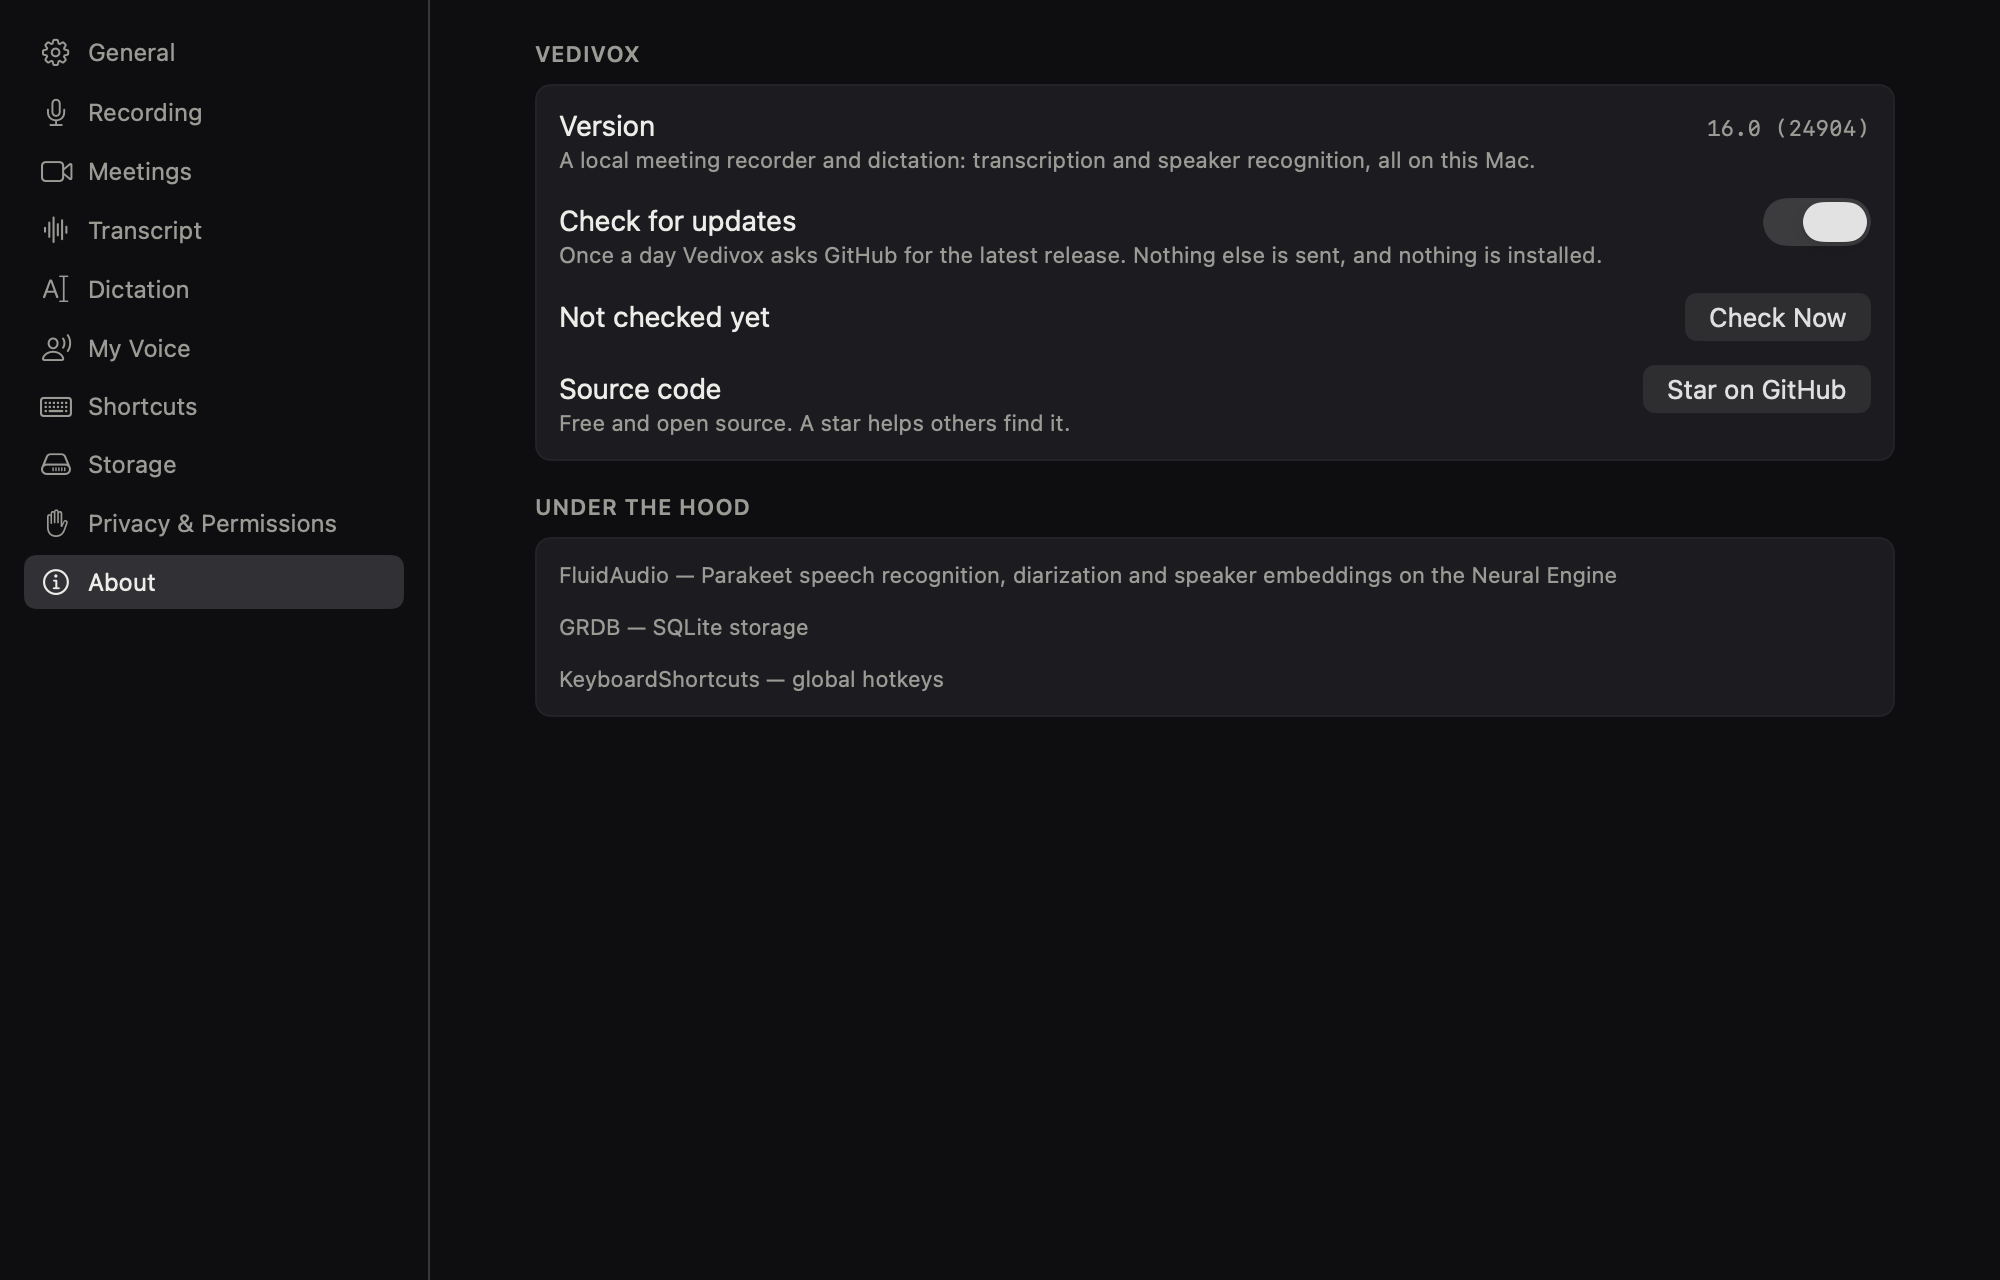 General
Recording
Meetings
Transcript
Dictation
My Voice
Shortcuts
Storage
Privacy & Permissions
About
VEDIVOX
Version
16.0 (24904)
A local meeting recorder and dictation: transcription and speaker recognition, all on this Mac.
Check for updates
Once a day Vedivox asks GitHub for the latest release. Nothing else is sent, and nothing is installed.
Not checked yet
Check Now
Source code
Star on GitHub
Free and open source. A star helps others find it.
UNDER THE HOOD
FluidAudio — Parakeet speech recognition, diarization and speaker embeddings on the Neural Engine
GRDB — SQLite storage
KeyboardShortcuts — global hotkeys